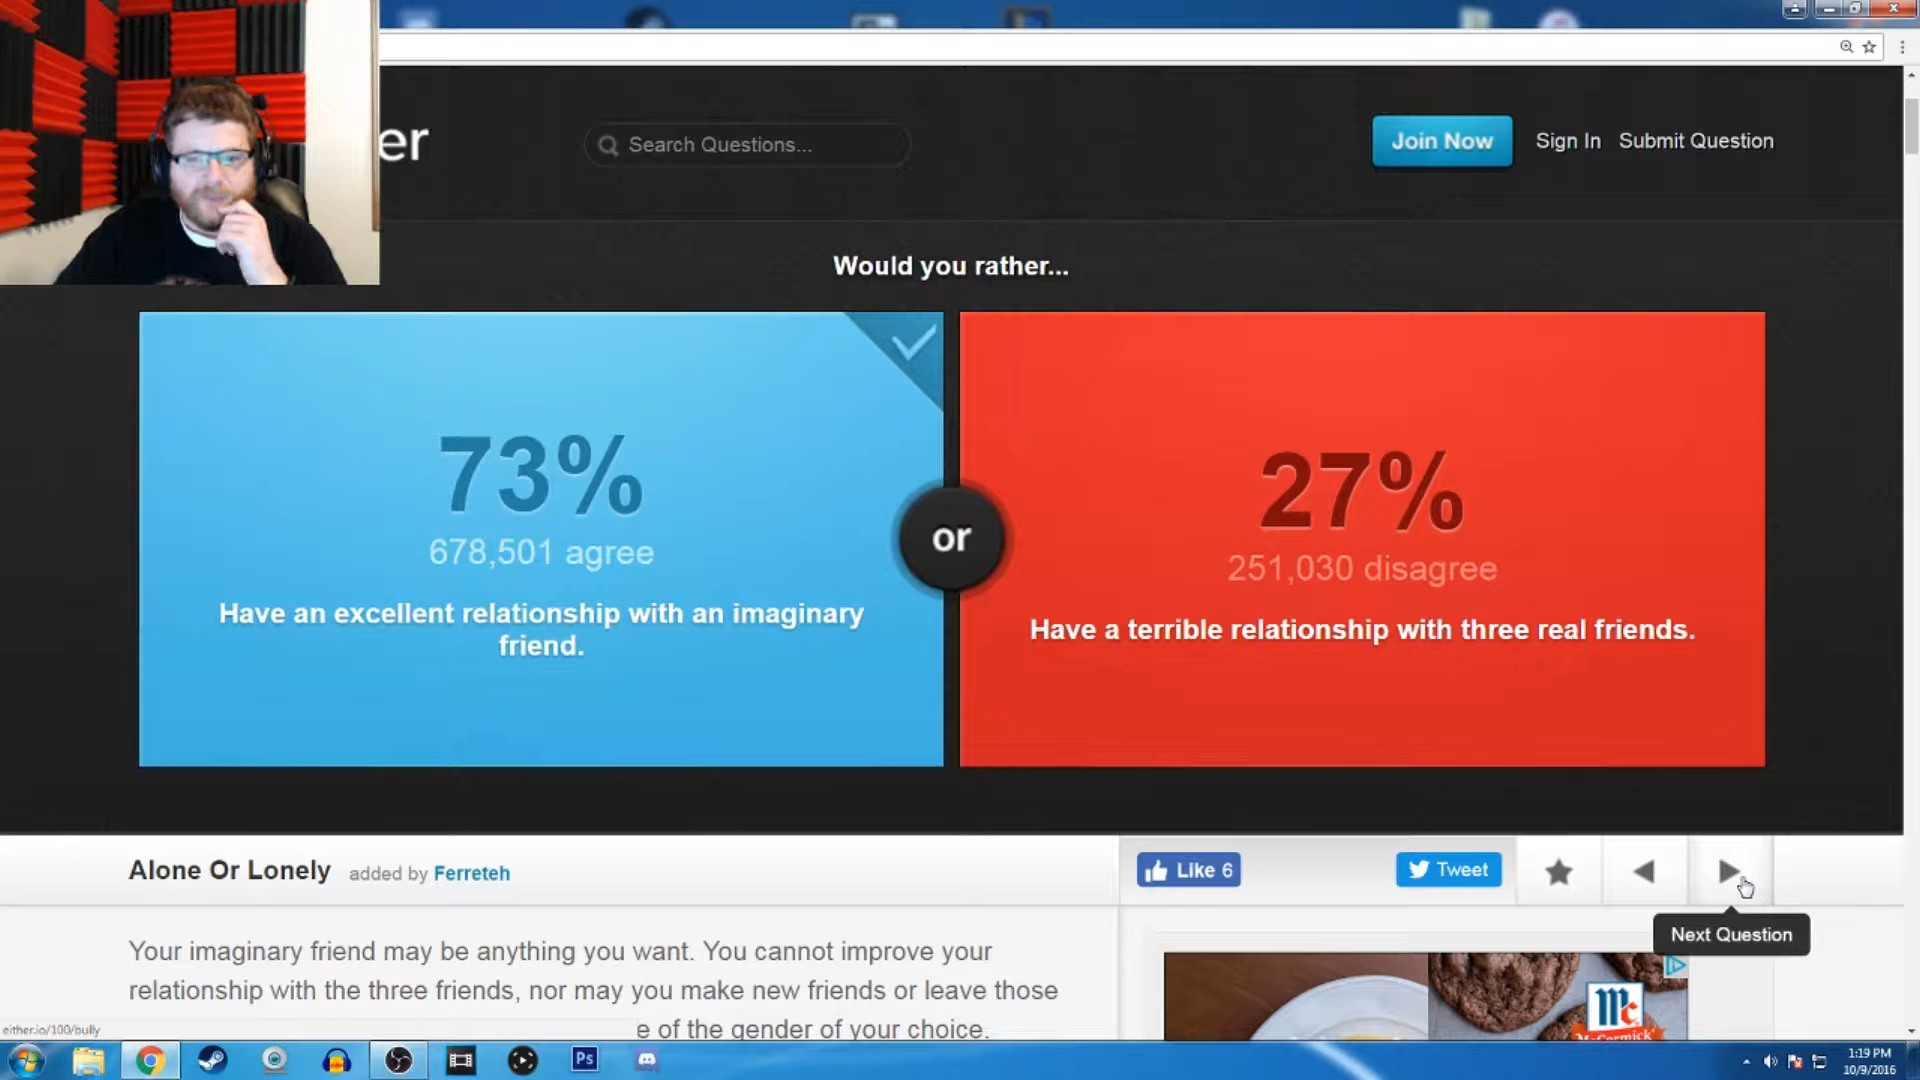 er
Search Questions...
Join Now
Sign In
Submit Question
Would you rather...
73%
678,501 agree
Have an excellent relationship with an imaginary
friend.
or
27%
251,030 disagree
Have a terrible relationship with three real friends.
Alone Or Lonely added by Ferreteh
Like 6
Tweet
Next Question
Your imaginary friend may be anything you want. You cannot improve your
relationship with the three friends, nor may you make new friends or leave those
e of the gender of your choice.
Mc
McCormick
either.io/100/bully
Ps
1:19 PM
10/9/2016